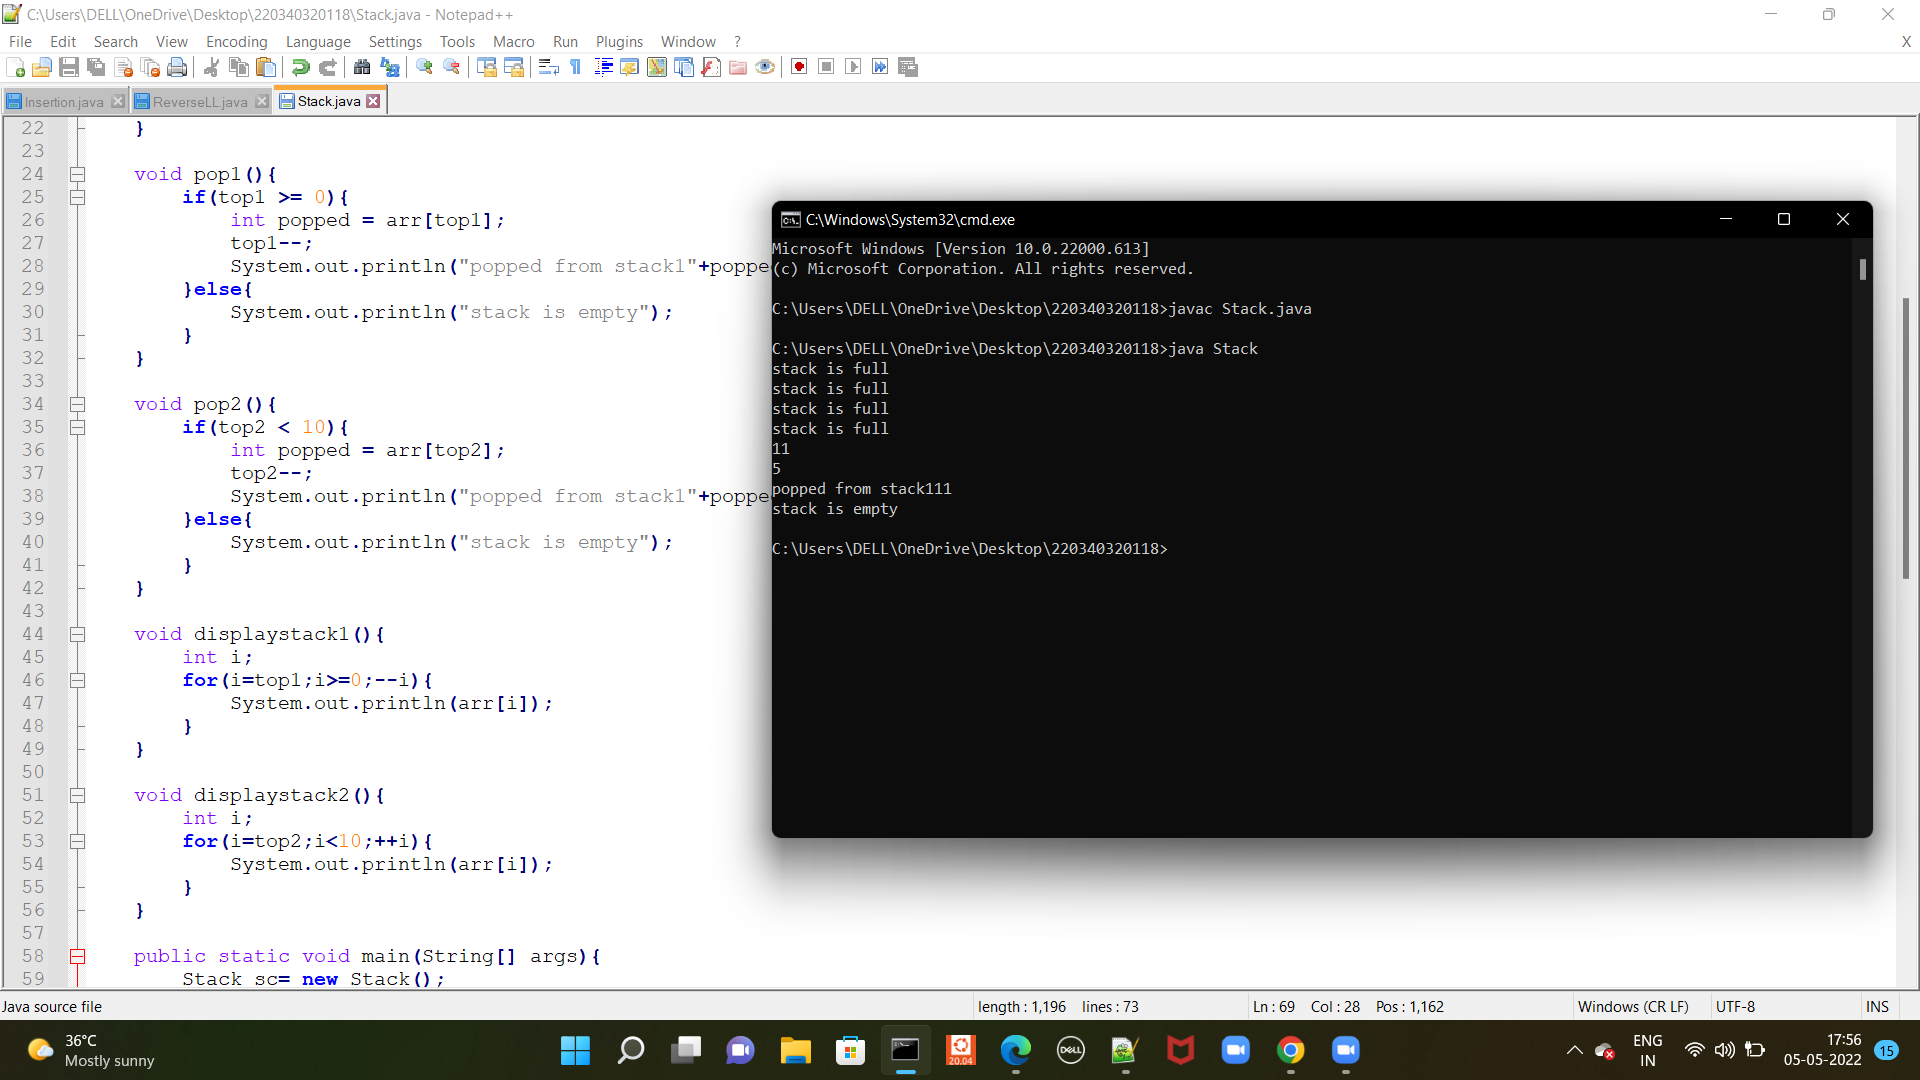 C:\Users\DELL\OneDrive\Desktop\220340320118\Stack.java - Notepad++
File Edit Search View Encoding Language Settings Tools Macro Run Plugins Window ? X
Insertion.java ReverseLL.java Stack.java
22 }
23
24 void pop1(){
25 if(top1 >= 0){
26 int popped = arr[top1];
27 top1--;
28 System.out.println("popped from stack1"+poppe
29 }else{
30 System.out.println("stack is empty");
31 }
32 }
33
34 void pop2(){
35 if(top2 < 10){
36 int popped = arr[top2];
37 top2--;
38 System.out.println("popped from stack1"+poppe
39 }else{
40 System.out.println("stack is empty");
41 }
42 }
43
44 void displaystack1(){
45 int i;
46 for(i=top1;i>=0;--i){
47 System.out.println(arr[i]);
48 }
49 }
50
51 void displaystack2(){
52 int i;
53 for(i=top2;i<10;++i){
54 System.out.println(arr[i]);
55 }
56 }
57
58 public static void main(String[] args){
59 Stack sc= new Stack();
C:\Windows\System32\cmd.exe
Microsoft Windows [Version 10.0.22000.613]
(c) Microsoft Corporation. All rights reserved.
C:\Users\DELL\OneDrive\Desktop\220340320118>javac Stack.java
C:\Users\DELL\OneDrive\Desktop\220340320118>java Stack
stack is full
stack is full
stack is full
stack is full
11
5
popped from stack111
stack is empty
C:\Users\DELL\OneDrive\Desktop\220340320118>
Java source file length : 1,196 lines : 73 Ln : 69 Col : 28 Pos : 1,162 Windows (CR LF) UTF-8 INS
36°C
Mostly sunny
20.04
DELL
ENG
IN
17:56
05-05-2022
15